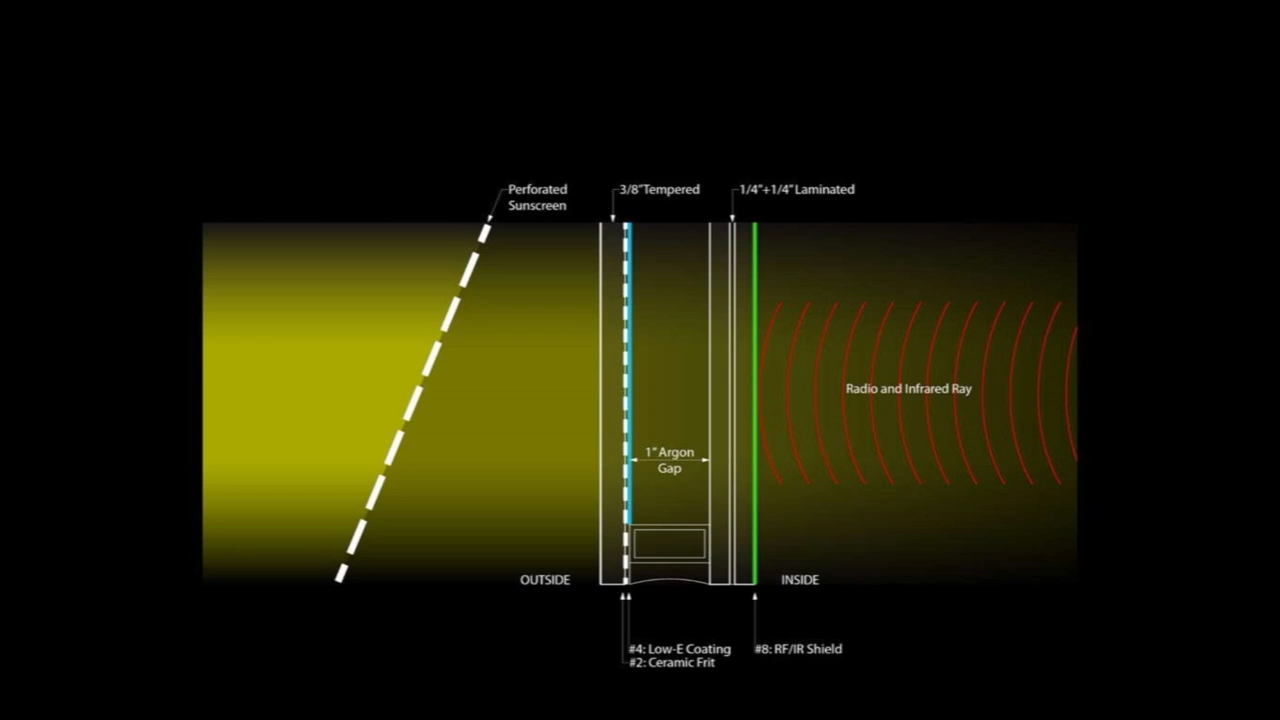 Perforated
Sunscreen
3/8"Tempered
1/4"+1/4" Laminated
Radio and Infrared Ray
1" Argon
Gap
OUTSIDE
INSIDE
#4: Low-E Coating
#2: Ceramic Frit
#8: RF/IR Shield